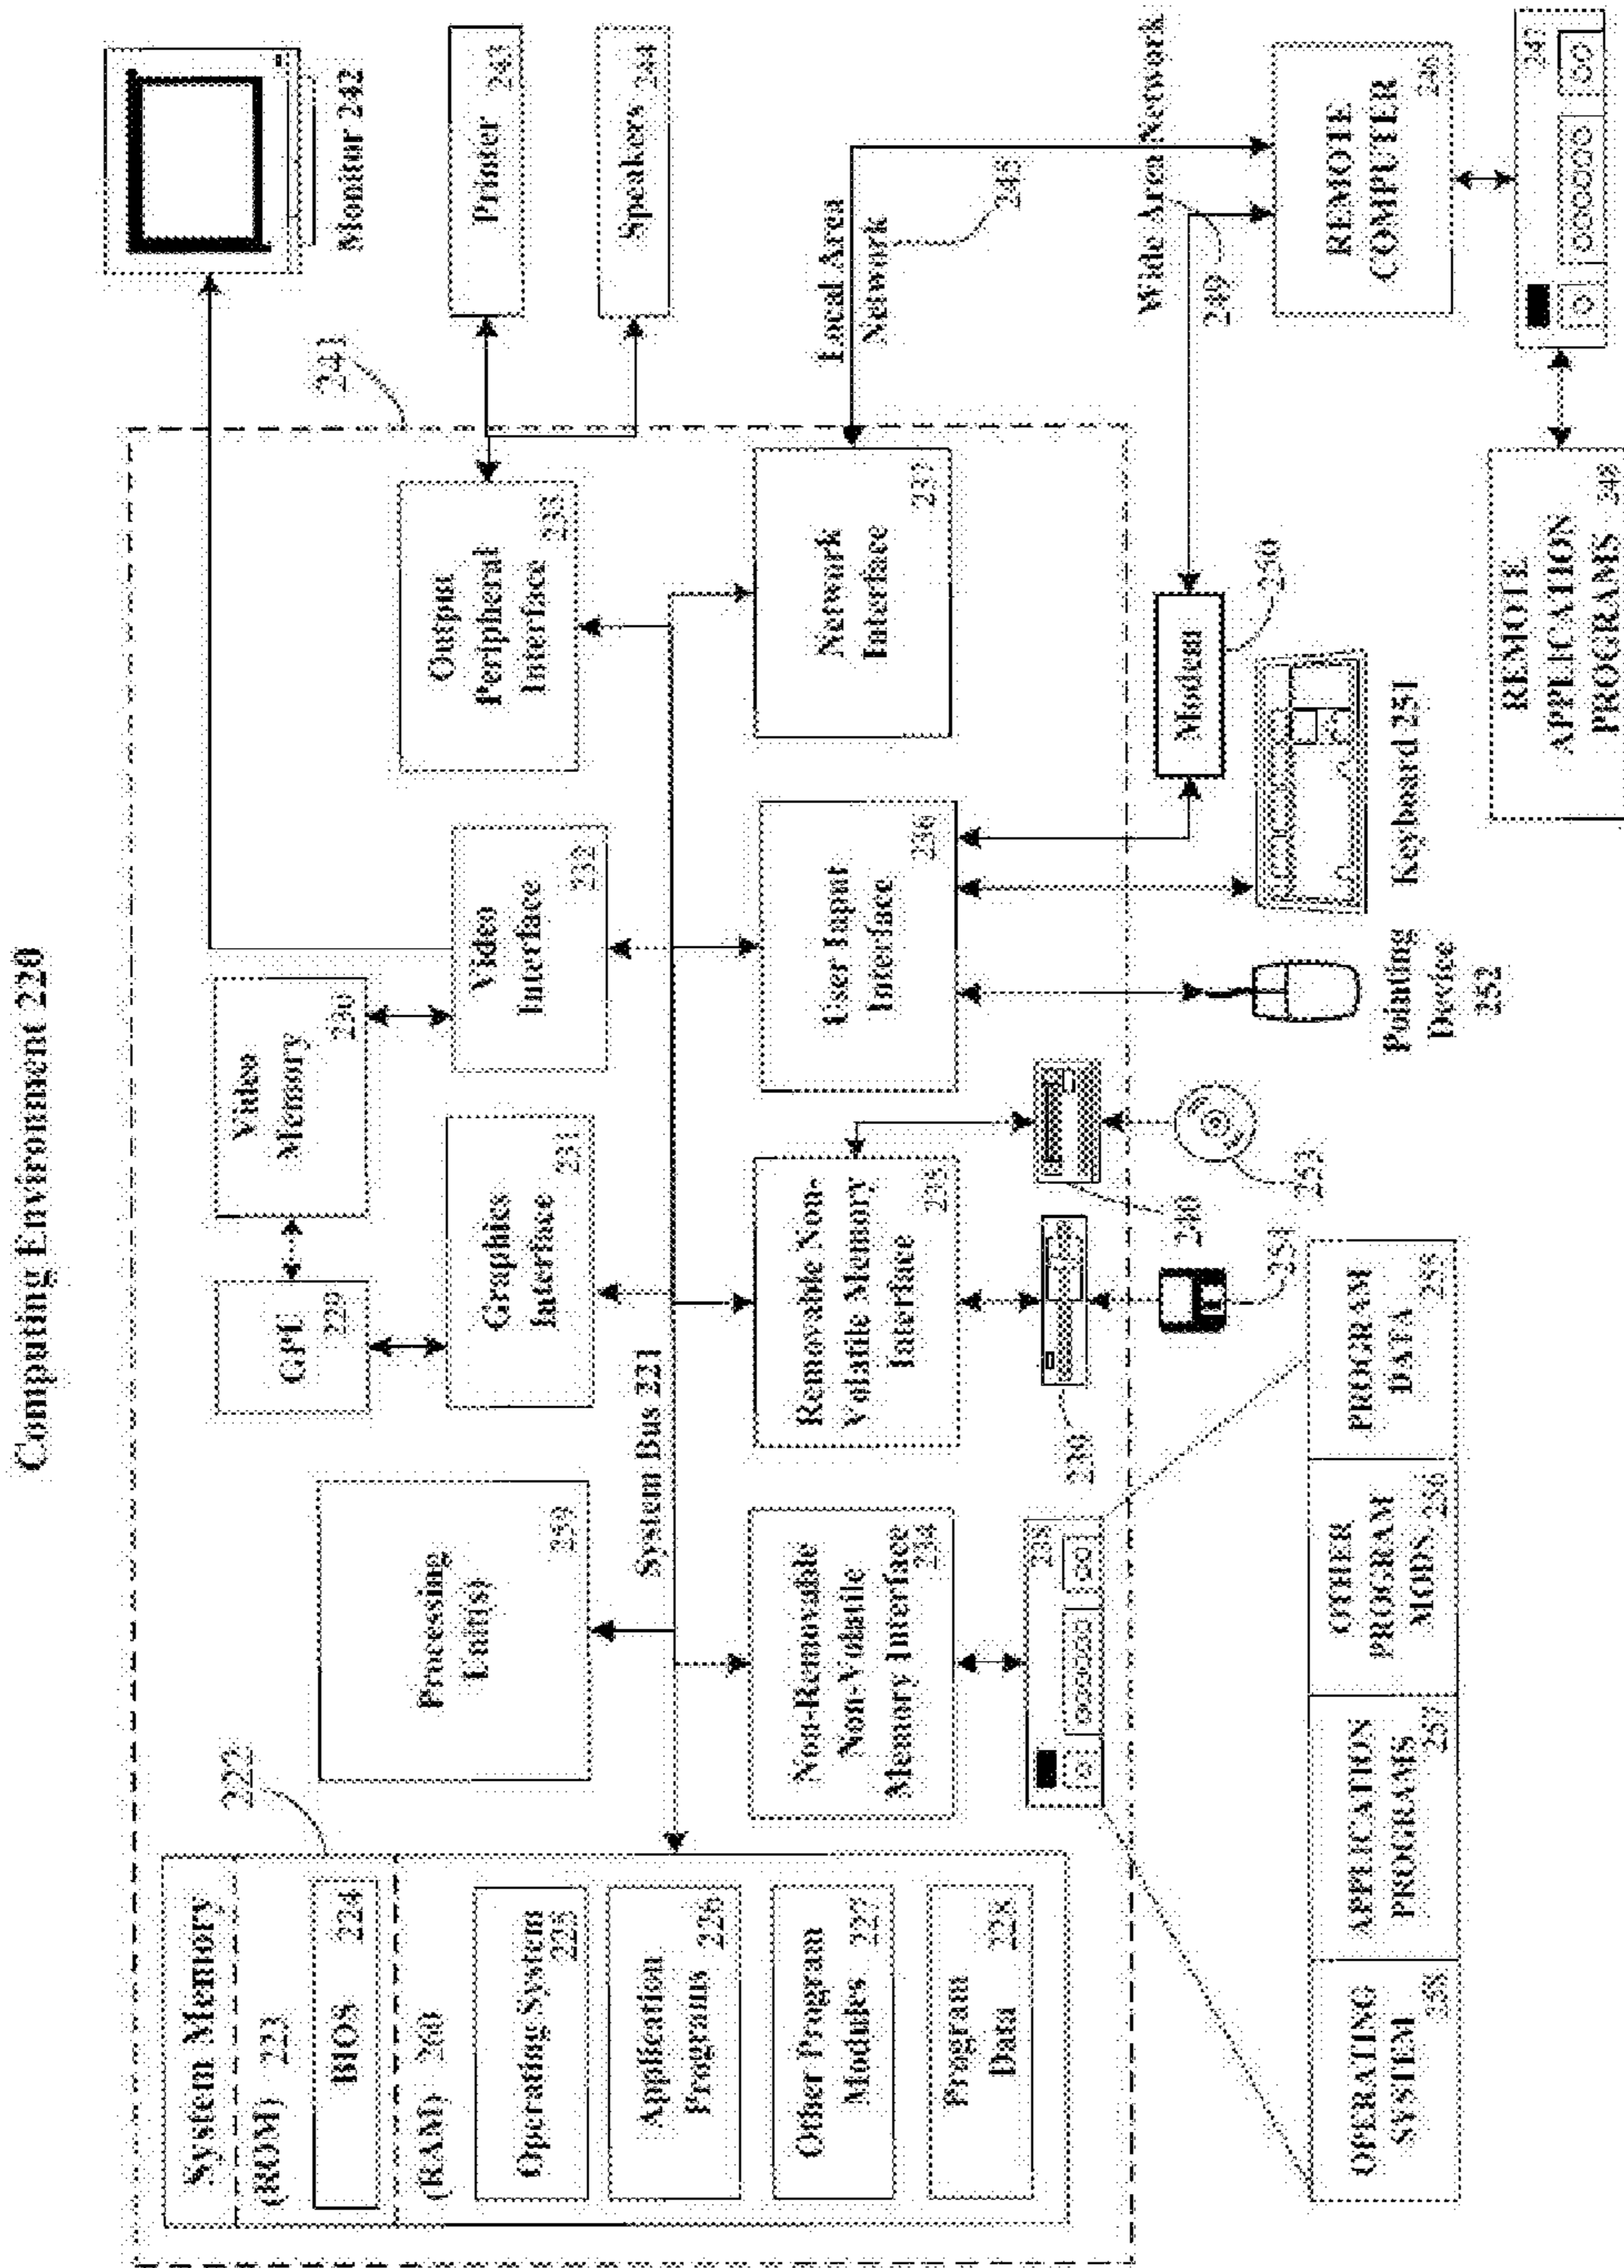 Computing Environment 220
System Memory
(ROM) 223
BIOS 224
(RAM) 260
Operating System
225
Application
Programs 226
Other Program
Modules 227
Program
Data 228
222
Processing
Unit(s)
259
GPU
229
Video
Memory
230
Graphics
Interface
231
Video
Interface
232
Output
Peripheral
Interface
233
241
Monitor 242
Printer
243
Speakers
244
System Bus 221
Non-Removable
Non-Volatile
Memory Interface
234
Removable Non-
Volatile Memory
Interface
235
User Input
Interface
236
Network
Interface
237
Local Area
Network
245
238
239
240
254
253
Pointing
Device
252
Keyboard 251
Modem
250
Wide Area Network
249
REMOTE
COMPUTER
246
247
REMOTE
APPLICATION
PROGRAMS 248
OPERATING
SYSTEM
258
APPLICATION
PROGRAMS
257
OTHER
PROGRAM
MODS 256
PROGRAM
DATA
255